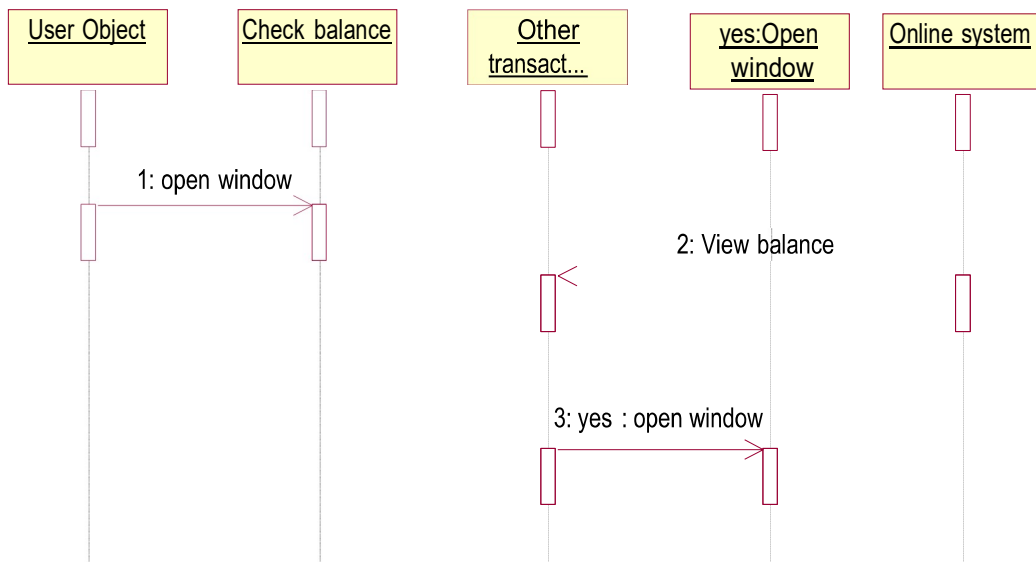 User Object
Check balance
Other
transact...
yes:Open
window
Online system
1: open window
2: View balance
3: yes : open window